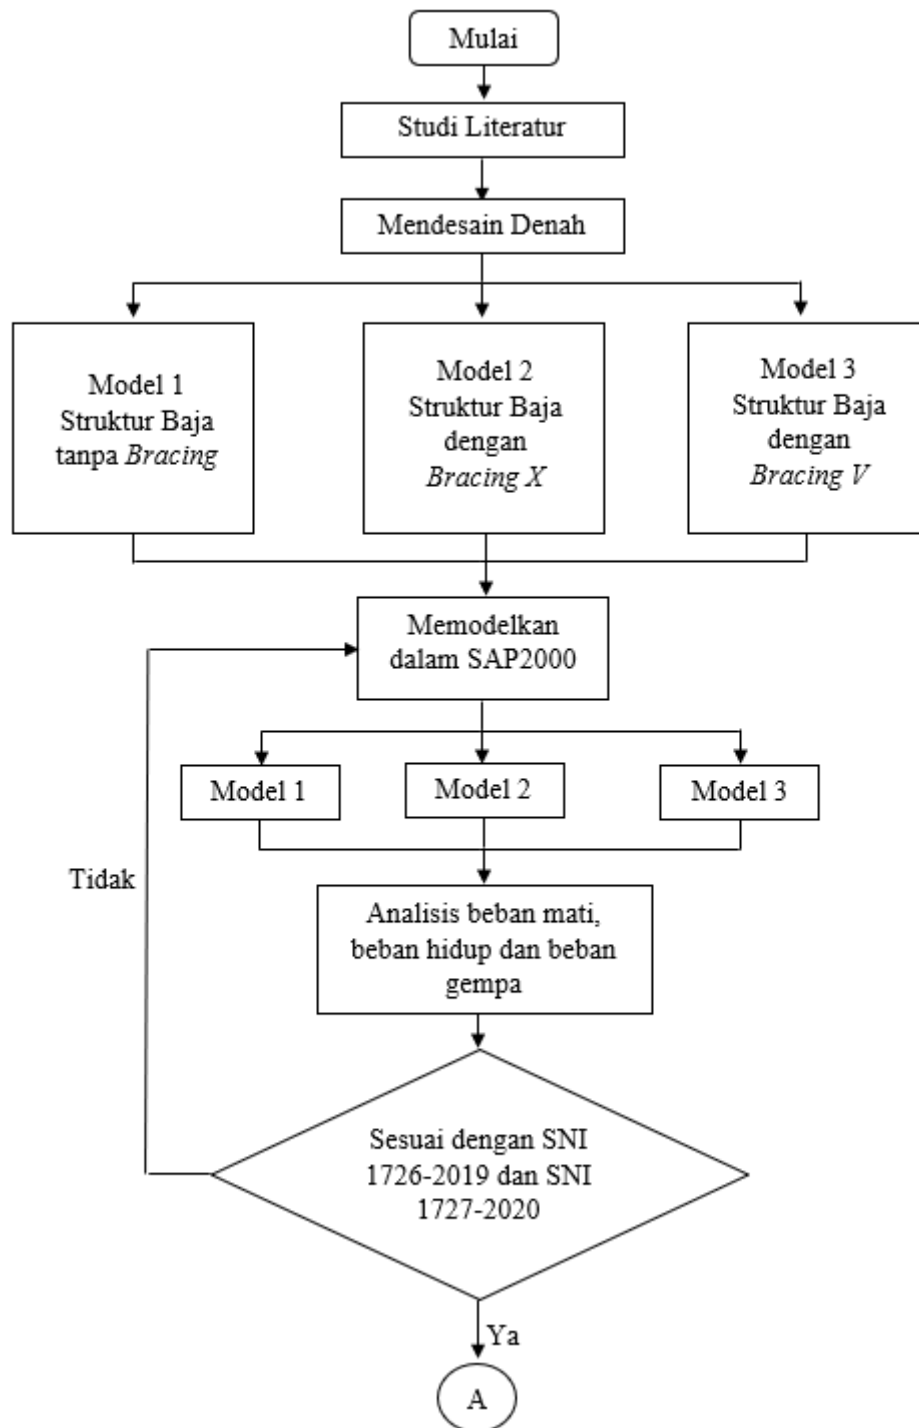 Mulai
Studi Literatur
Mendesain Denah
Model 1
Struktur Baja
tanpa Bracing
Model 2
Struktur Baja
dengan
Bracing X
Model 3
Struktur Baja
dengan
Bracing V
Memodelkan
dalam SAP2000
Model 1
Model 2
Model 3
Tidak
Analisis beban mati,
beban hidup dan beban
gempa
Sesuai dengan SNI
1726-2019 dan SNI
1727-2020
Ya
A